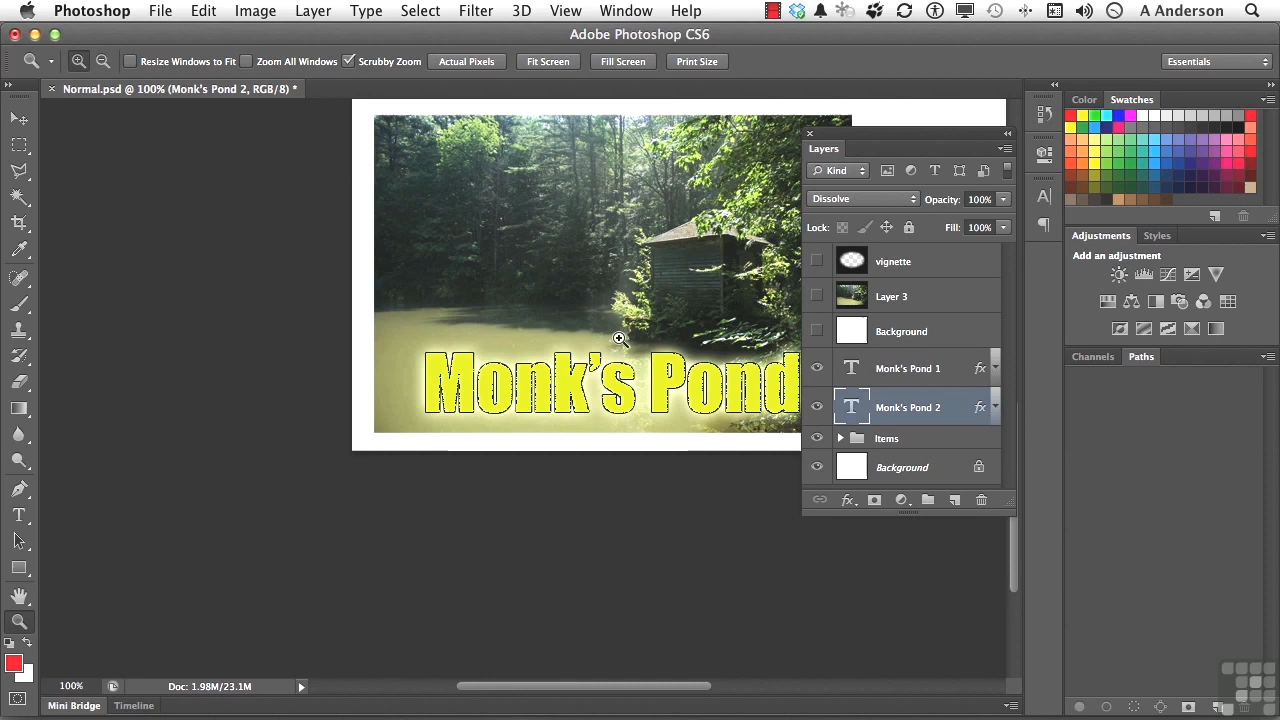 Photoshop File Edit Image Layer Type Select Filter 3D View Window Help A Anderson
Adobe Photoshop CS6
Resize Windows to Fit Zoom All Windows Scrubby Zoom Actual Pixels Fit Screen Fill Screen Print Size Essentials
Normal.psd @ 100% (Monk's Pond 2, RGB/8) *
Color Swatches
Layers
Kind
Dissolve Opacity: 100%
Lock: Fill: 100%
vignette
Layer 3
Background
Monk's Pond 1 fx
Monk's Pond 2 fx
Items
Background
fx
Monk's Pond
Adjustments Styles
Add an adjustment
Channels Paths
100% Doc: 1.98M/23.1M
Mini Bridge Timeline